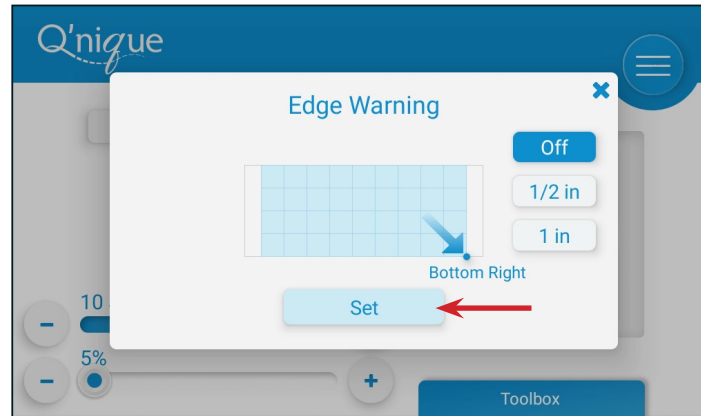 Q'nique
Edge Warning
Off
1/2 in
1 in
Bottom Right
Set
10
5%
Toolbox